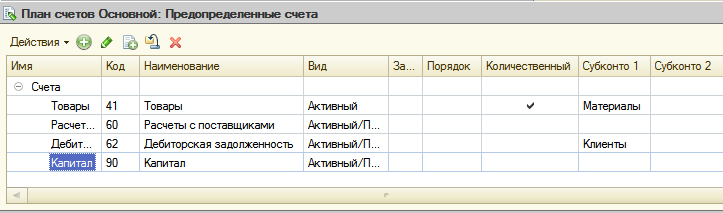 План счетов Основной: Предопределенные счета
Действия
Имя Код Наименование Вид За... Порядок Количественный Субконто 1 Субконто 2
Счета
Товары 41 Товары Активный Материалы
Расчет... 60 Расчеты с поставщиками Активный/П...
Дебит... 62 Дебиторская задолженность Активный/П... Клиенты
Капитал 90 Капитал Активный/П...